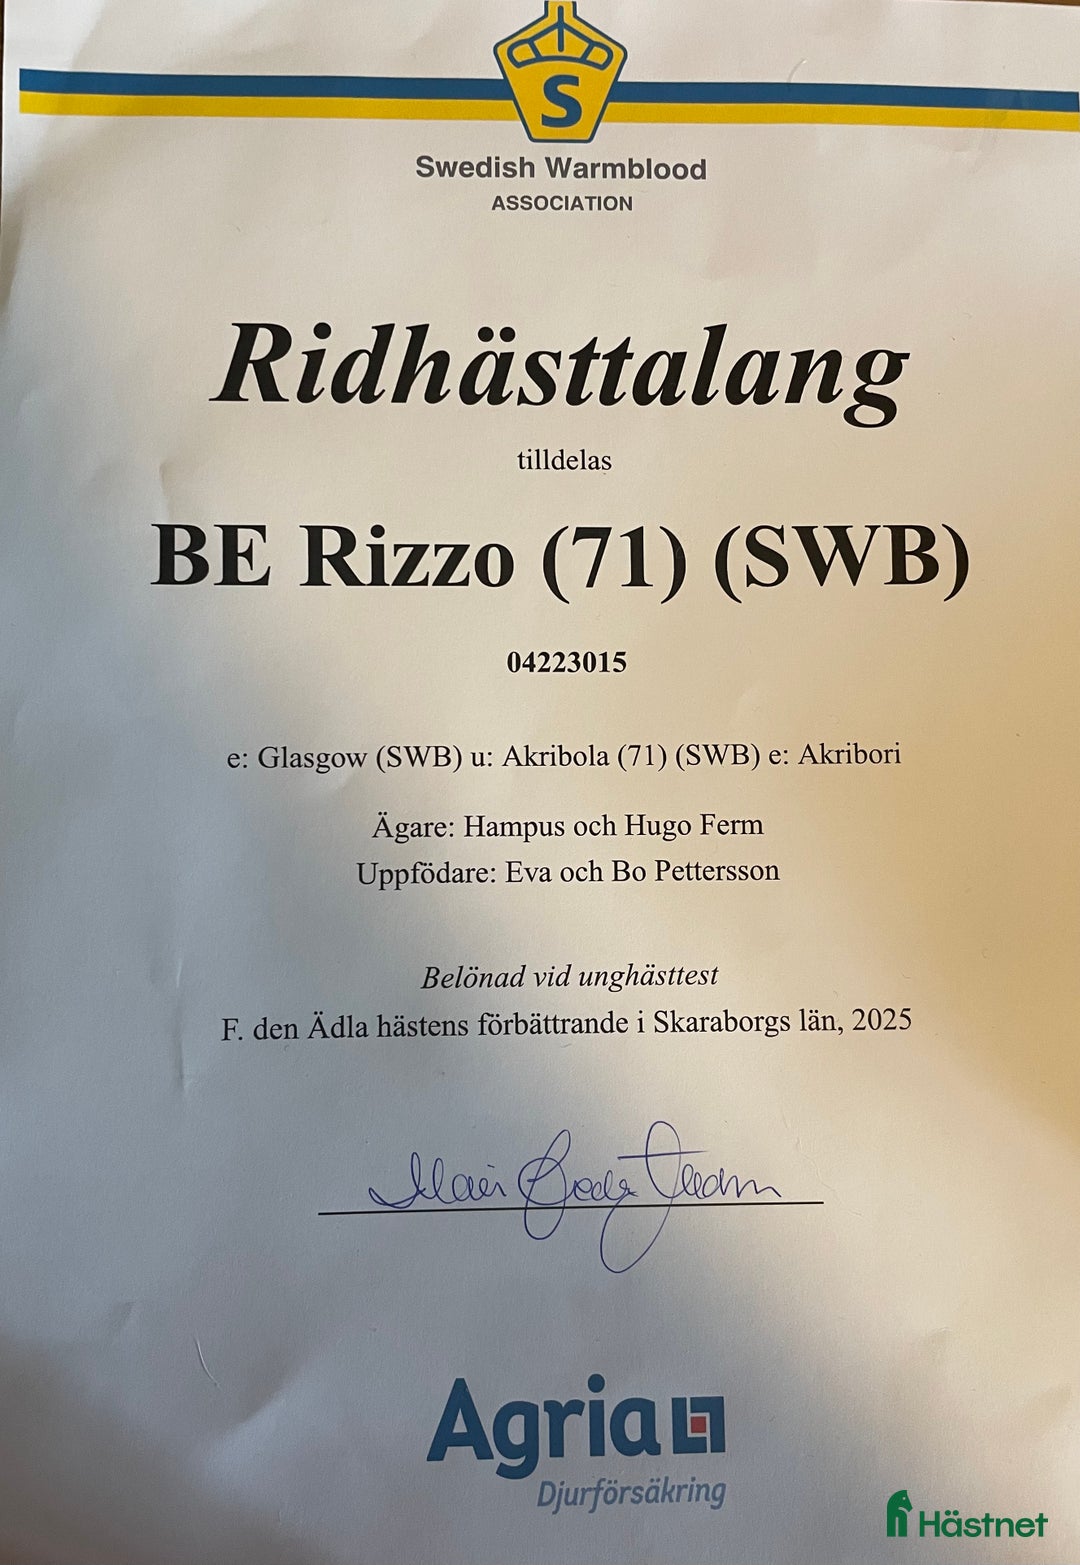 S
Swedish Warmblood
ASSOCIATION
Ridhästtalang
tilldelas
BE Rizzo (71) (SWB)
04223015
e: Glasgow (SWB) u: Akribola (71) (SWB) e: Akribori
Ägare: Hampus och Hugo Ferm
Uppfödare: Eva och Bo Pettersson
Belönad vid unghästtest
F. den Ädla hästens förbättrande i Skaraborgs län, 2025
Agria
Djurförsäkring
Hästnet